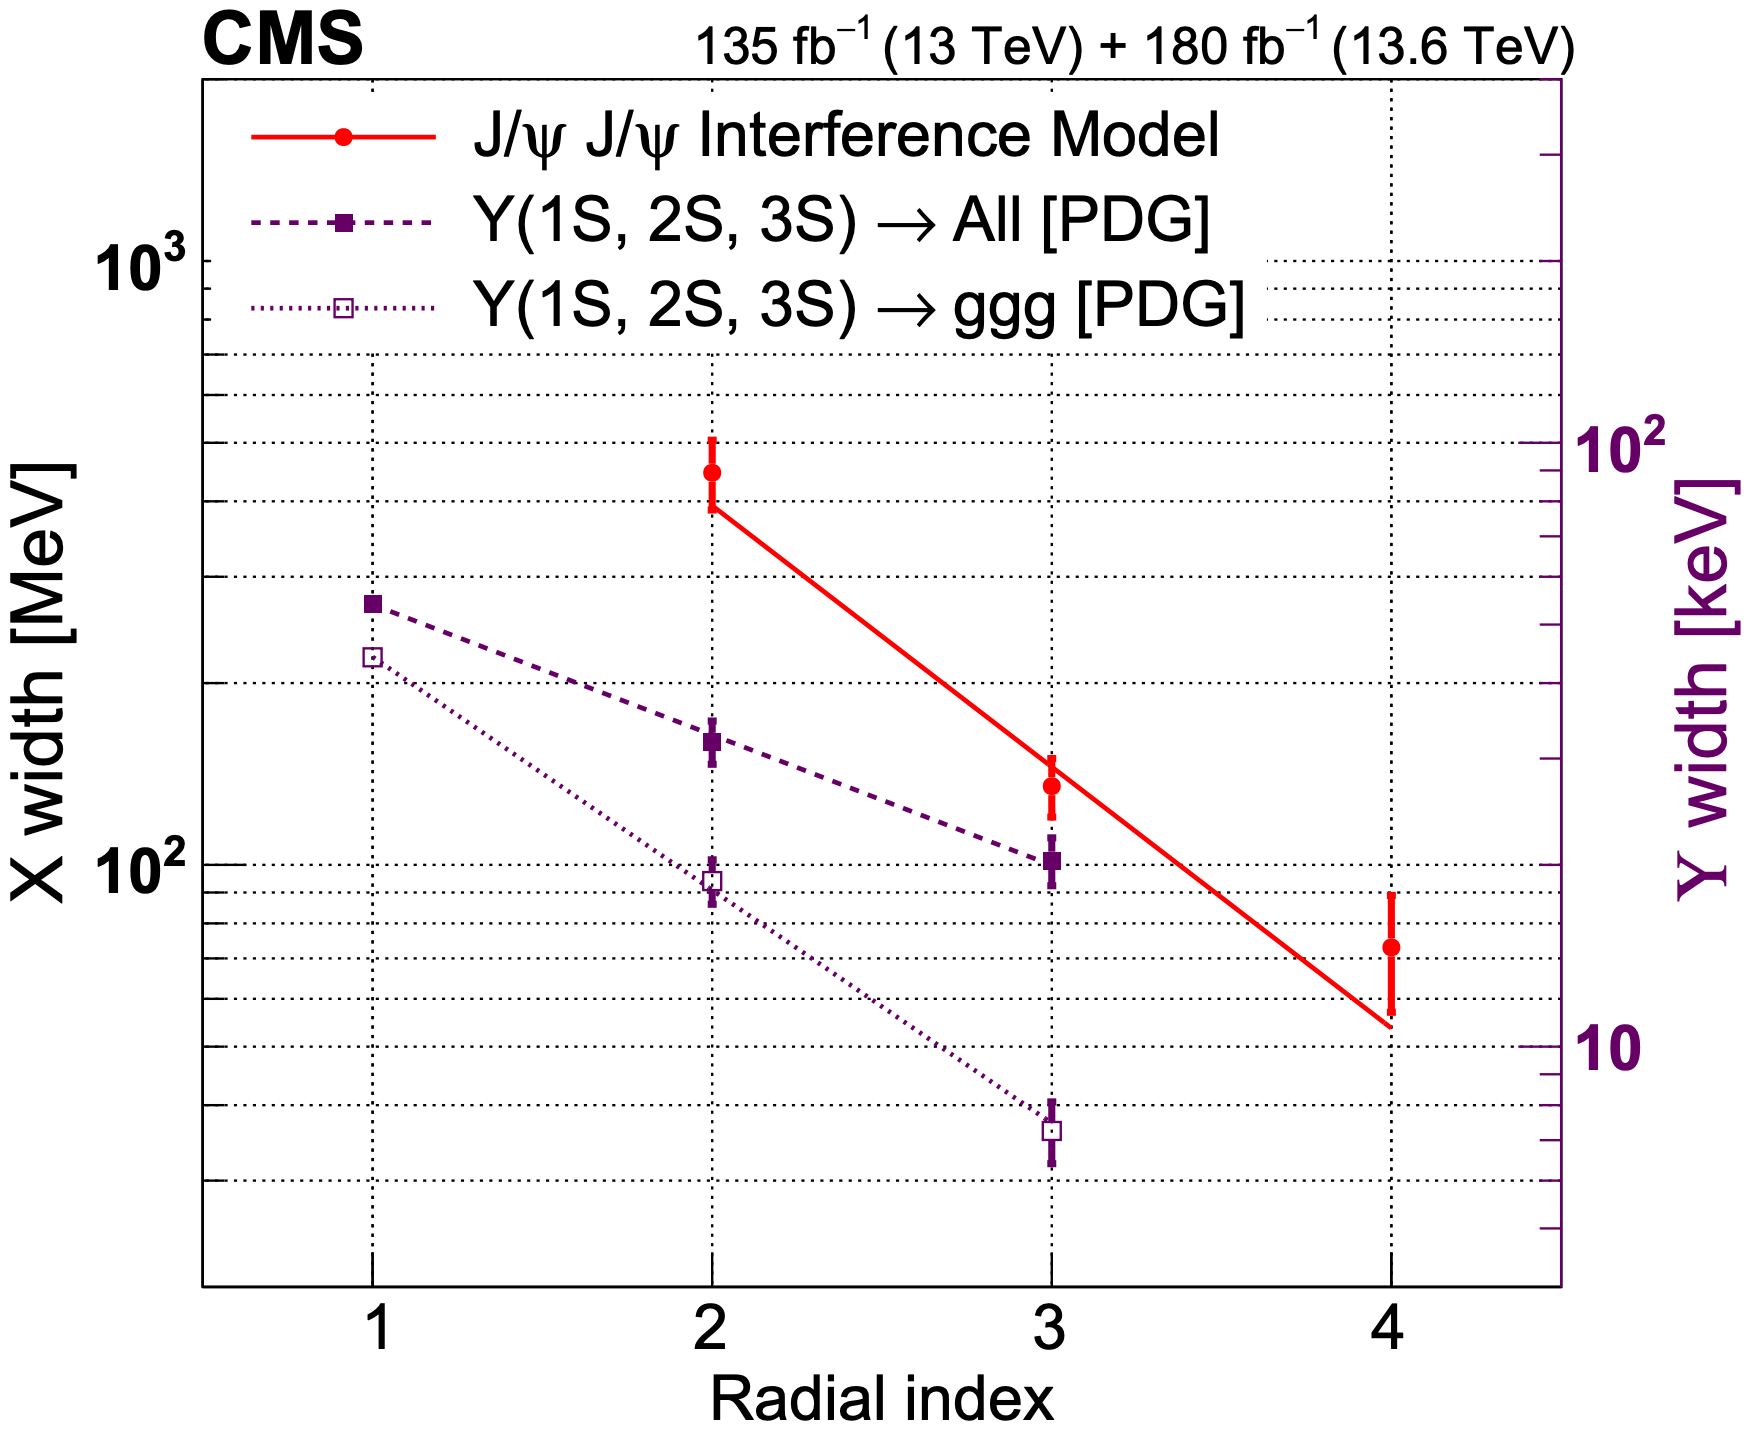 CMS 135 fb⁻¹ (13 TeV) + 180 fb⁻¹ (13.6 TeV)
J/ψ J/ψ Interference Model
Υ(1S, 2S, 3S) → All [PDG]
Υ(1S, 2S, 3S) → ggg [PDG]
10³
10²
X width [MeV]
10²
10
Υ width [keV]
1 2 3 4
Radial index